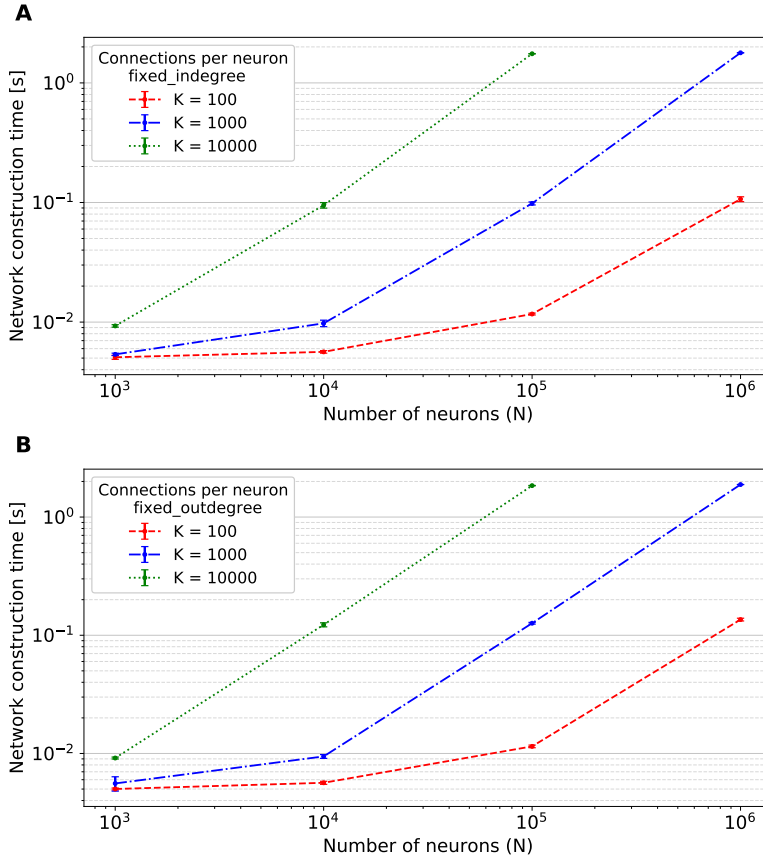 A
Network construction time [s]
10⁰
10⁻¹
10⁻²
Connections per neuron
fixed_indegree
K = 100
K = 1000
K = 10000
10³ 10⁴ 10⁵ 10⁶
Number of neurons (N)
B
Network construction time [s]
10⁰
10⁻¹
10⁻²
Connections per neuron
fixed_outdegree
K = 100
K = 1000
K = 10000
10³ 10⁴ 10⁵ 10⁶
Number of neurons (N)